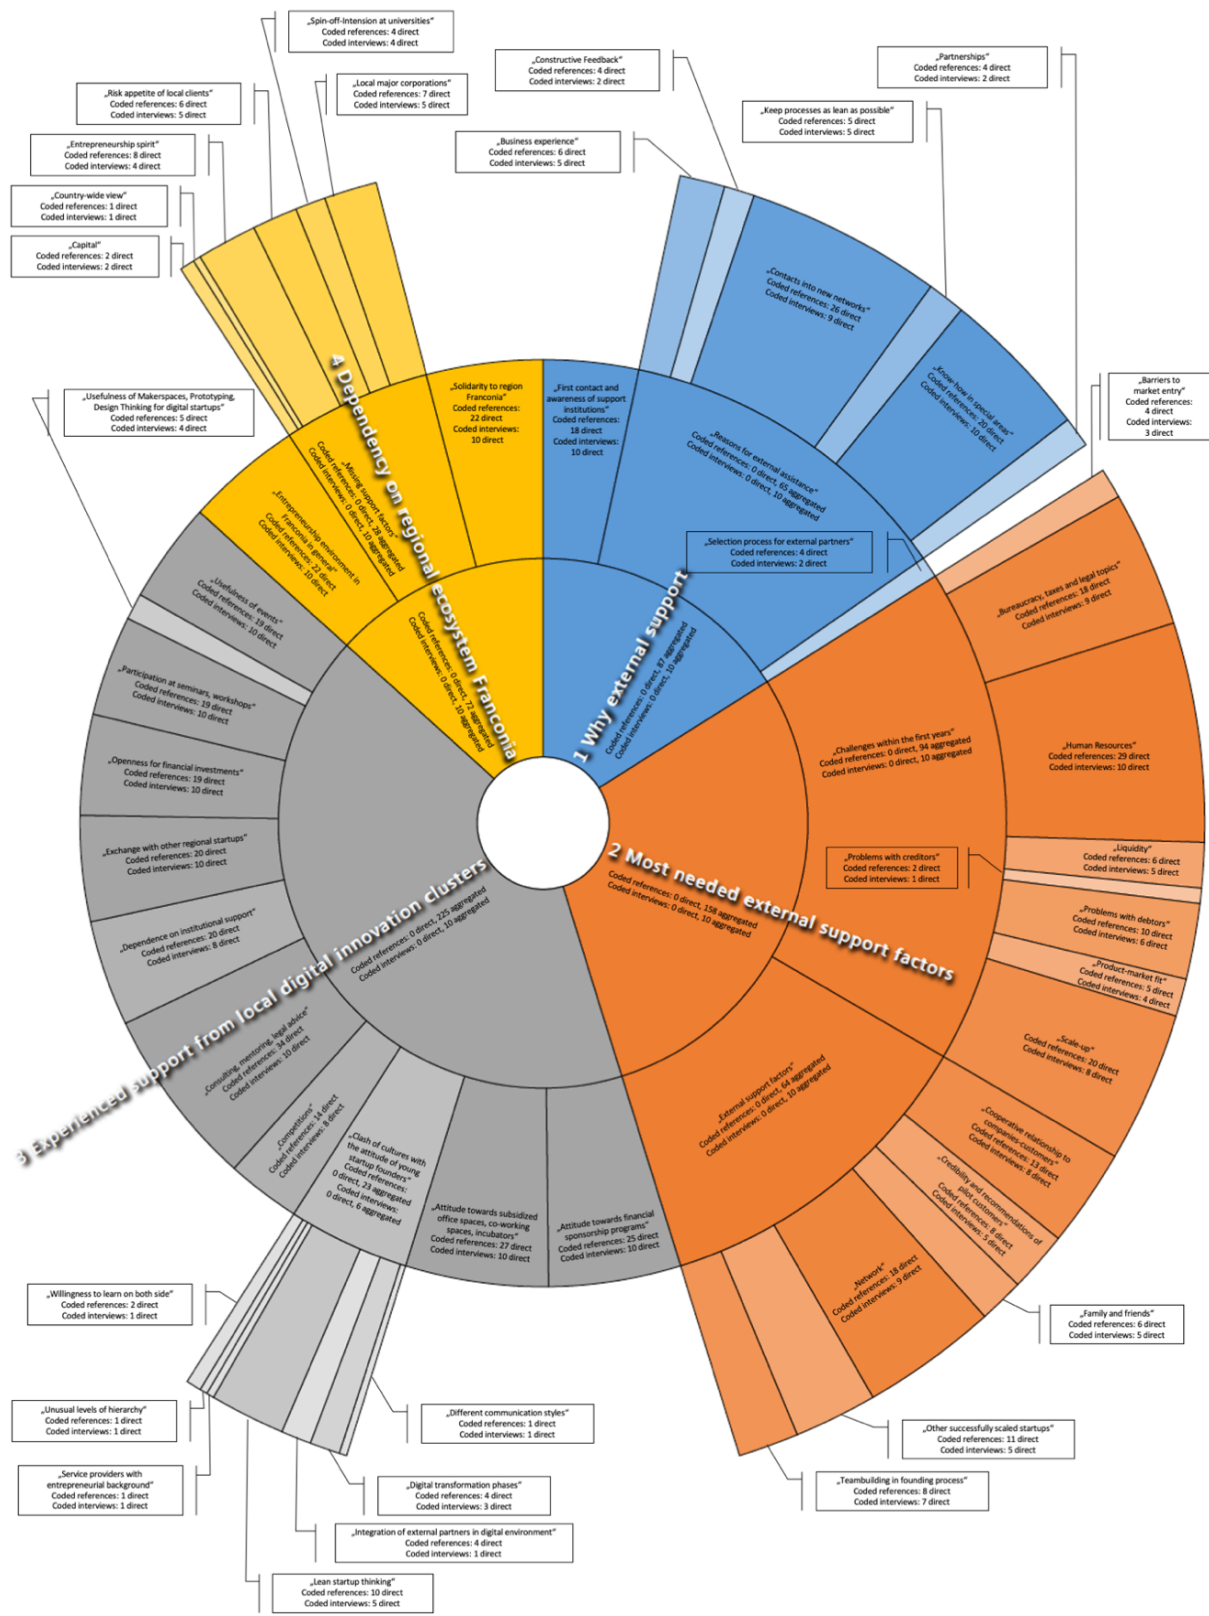 „Spin-off-Intension at universities“
Coded references: 4 direct
Coded interviews: 4 direct
„Local major corporations“
Coded references: 7 direct
Coded interviews: 5 direct
„Risk appetite of local clients“
Coded references: 6 direct
Coded interviews: 5 direct
„Entrepreneurship spirit“
Coded references: 8 direct
Coded interviews: 4 direct
„Country-wide view“
Coded references: 1 direct
Coded interviews: 1 direct
„Capital“
Coded references: 2 direct
Coded interviews: 2 direct
„Constructive Feedback“
Coded references: 4 direct
Coded interviews: 2 direct
„Business experience“
Coded references: 6 direct
Coded interviews: 5 direct
„Partnerships“
Coded references: 4 direct
Coded interviews: 2 direct
„Keep processes as lean as possible“
Coded references: 5 direct
Coded interviews: 5 direct
„Contacts into new networks“
Coded references: 26 direct
Coded interviews: 9 direct
„Know-how in special areas“
Coded references: 20 direct
Coded interviews: 10 direct
„Barriers to
market entry“
Coded references:
4 direct
Coded interviews:
3 direct
„First contact and
awareness of support
institutions“
Coded references:
18 direct
Coded interviews:
10 direct
„Reasons for external assistance“
Coded references: 0 direct, 65 aggregated
Coded interviews: 0 direct, 10 aggregated
„Selection process for external partners“
Coded references: 4 direct
Coded interviews: 2 direct
1 Why external support
Coded references: 0 direct, 87 aggregated
Coded interviews: 0 direct, 10 aggregated
„Solidarity to region
Franconia“
Coded references:
22 direct
Coded interviews:
10 direct
„Missing support factors“
Coded references: 0 direct, 28 aggregated
Coded interviews: 0 direct, 10 aggregated
„Entrepreneurship environment in
Franconia in general“
Coded references: 22 direct
Coded interviews: 10 direct
4 Dependency on regional ecosystem Franconia
Coded references: 0 direct, 72 aggregated
Coded interviews: 0 direct, 10 aggregated
„Usefulness of Makerspaces, Prototyping,
Design Thinking for digital startups“
Coded references: 5 direct
Coded interviews: 4 direct
„Usefulness of events“
Coded references: 19 direct
Coded interviews: 10 direct
„Participation at seminars, workshops“
Coded references: 19 direct
Coded interviews: 10 direct
„Openness for financial investments“
Coded references: 19 direct
Coded interviews: 10 direct
„Exchange with other regional startups“
Coded references: 20 direct
Coded interviews: 10 direct
„Dependence on institutional support“
Coded references: 20 direct
Coded interviews: 8 direct
„Consulting, mentoring, legal advice“
Coded references: 34 direct
Coded interviews: 10 direct
„Competitions“
Coded references: 14 direct
Coded interviews: 8 direct
„Clash of cultures with
the attitude of young
startup founders“
Coded references:
0 direct, 23 aggregated
Coded interviews:
0 direct, 6 aggregated
„Attitude towards subsidized
office spaces, co-working
spaces, incubators“
Coded references: 27 direct
Coded interviews: 10 direct
„Attitude towards financial
sponsorship programs“
Coded references: 25 direct
Coded interviews: 10 direct
3 Experienced support from local digital innovation clusters
Coded references: 0 direct, 225 aggregated
Coded interviews: 0 direct, 10 aggregated
2 Most needed external support factors
Coded references: 0 direct, 158 aggregated
Coded interviews: 0 direct, 10 aggregated
„Challenges within the first years“
Coded references: 0 direct, 94 aggregated
Coded interviews: 0 direct, 10 aggregated
„Bureaucracy, taxes and legal topics“
Coded references: 18 direct
Coded interviews: 9 direct
„Human Resources“
Coded references: 29 direct
Coded interviews: 10 direct
„Liquidity“
Coded references: 6 direct
Coded interviews: 5 direct
„Problems with creditors“
Coded references: 2 direct
Coded interviews: 1 direct
„Problems with debtors“
Coded references: 10 direct
Coded interviews: 6 direct
„Product-market fit“
Coded references: 5 direct
Coded interviews: 4 direct
„Scale-up“
Coded references: 20 direct
Coded interviews: 8 direct
„External support factors“
Coded references: 0 direct, 64 aggregated
Coded interviews: 0 direct, 10 aggregated
„Cooperative relationship to
companies-customers“
Coded references: 13 direct
Coded interviews: 8 direct
„Credibility and recommendations of
pilot customers“
Coded references: 8 direct
Coded interviews: 5 direct
„Family and friends“
Coded references: 6 direct
Coded interviews: 5 direct
„Network“
Coded references: 18 direct
Coded interviews: 9 direct
„Other successfully scaled startups“
Coded references: 11 direct
Coded interviews: 5 direct
„Teambuilding in founding process“
Coded references: 8 direct
Coded interviews: 7 direct
„Willingness to learn on both side“
Coded references: 2 direct
Coded interviews: 1 direct
„Unusual levels of hierarchy“
Coded references: 1 direct
Coded interviews: 1 direct
„Service providers with
entrepreneurial background“
Coded references: 1 direct
Coded interviews: 1 direct
„Different communication styles“
Coded references: 1 direct
Coded interviews: 1 direct
„Digital transformation phases“
Coded references: 4 direct
Coded interviews: 3 direct
„Integration of external partners in digital environment“
Coded references: 4 direct
Coded interviews: 1 direct
„Lean startup thinking“
Coded references: 10 direct
Coded interviews: 5 direct